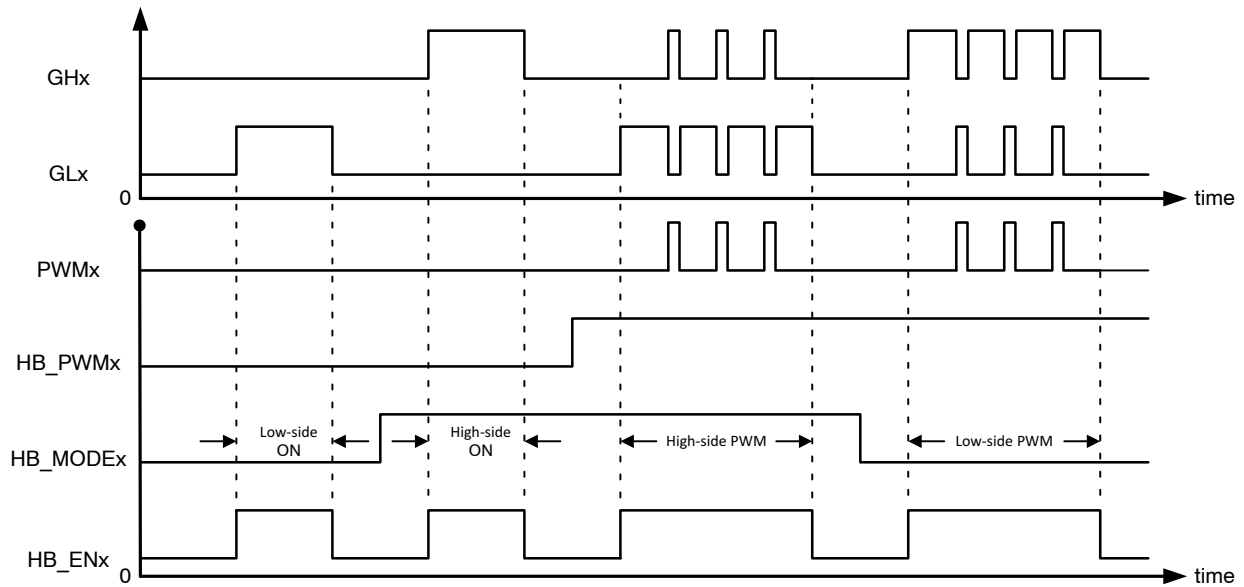 GHx
GLx
0
time
PWMx
HB_PWMx
HB_MODEx
Low-side
ON
High-side
ON
High-side PWM
Low-side PWM
HB_ENx
0
time